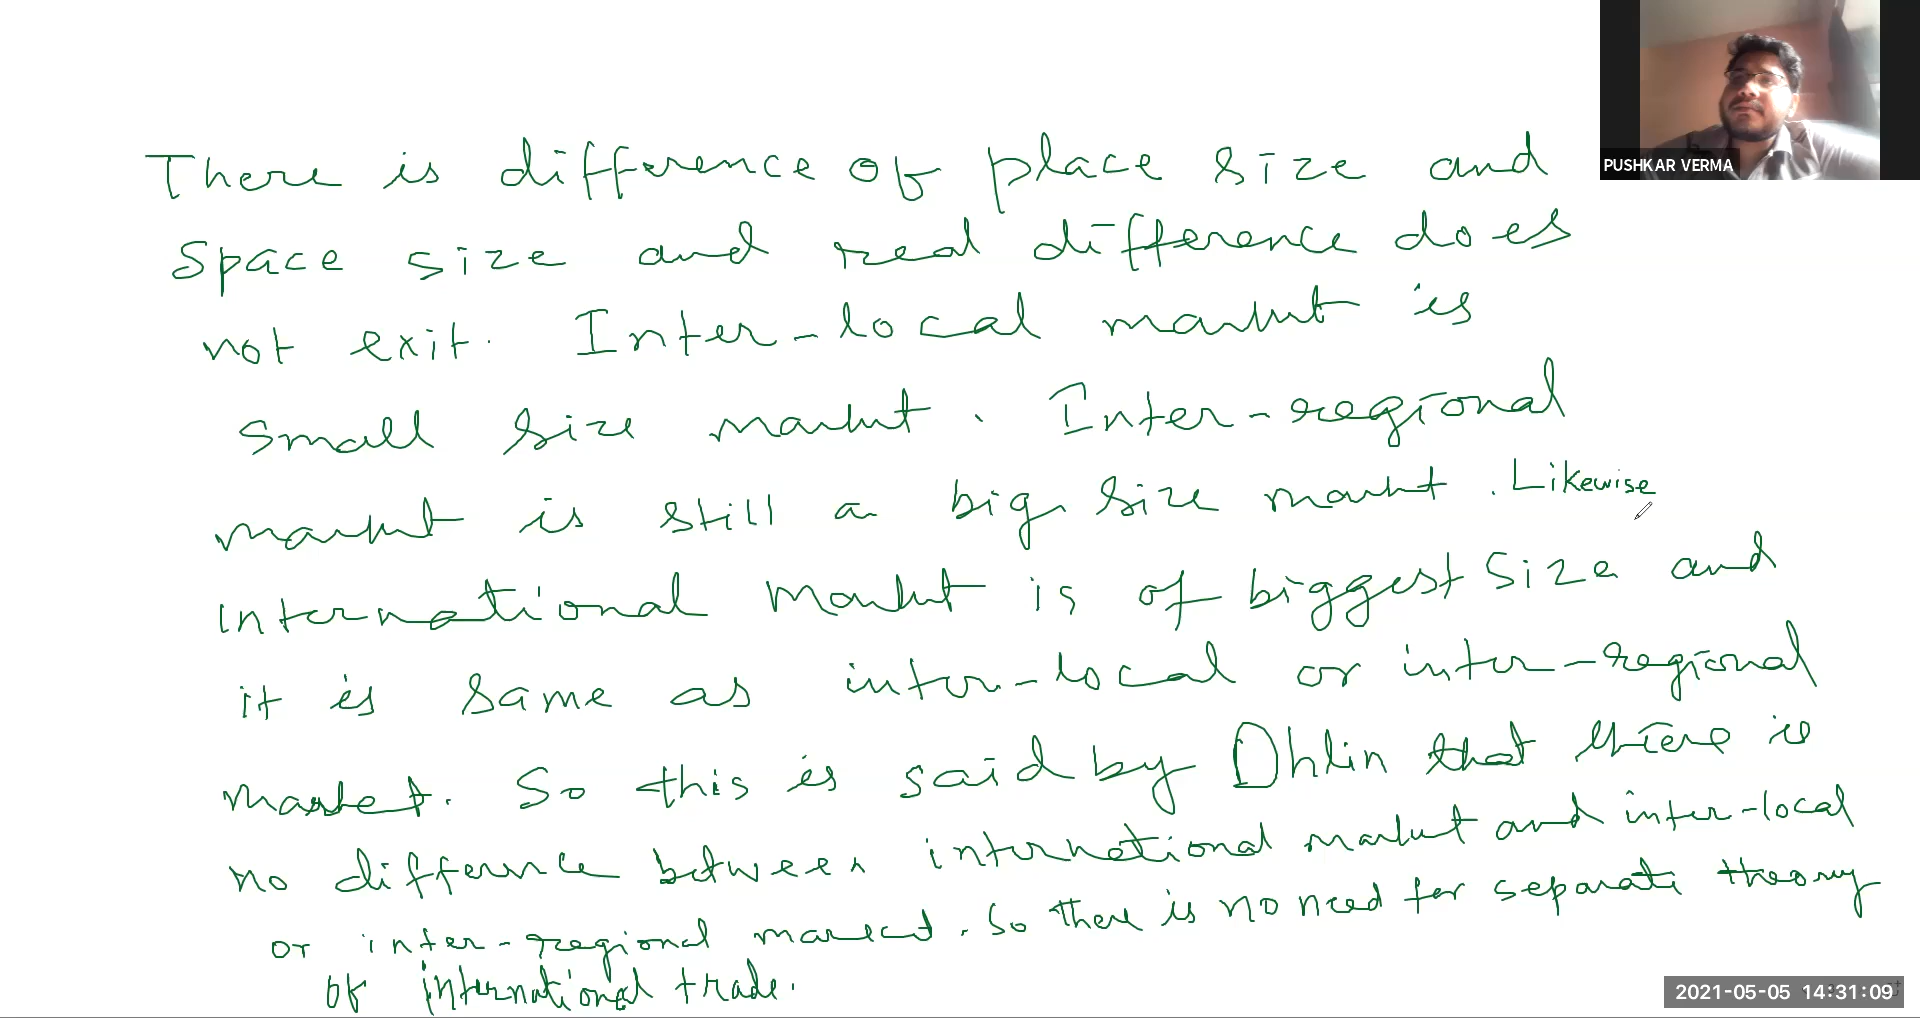 There is difference of place size and
PUSHKAR VERMA
space size and real difference does
not exit. Inter-local market is
small size market. Inter-regional
market is still a big size market. Likewise
international market is of biggest size and
it is same as inter-local or inter-regional
market. So this is said by Ohlin that there is
no difference between international market and inter-local
or inter-regional market. So there is no need for separate theory
of international trade.
2021-05-05 14:31:09